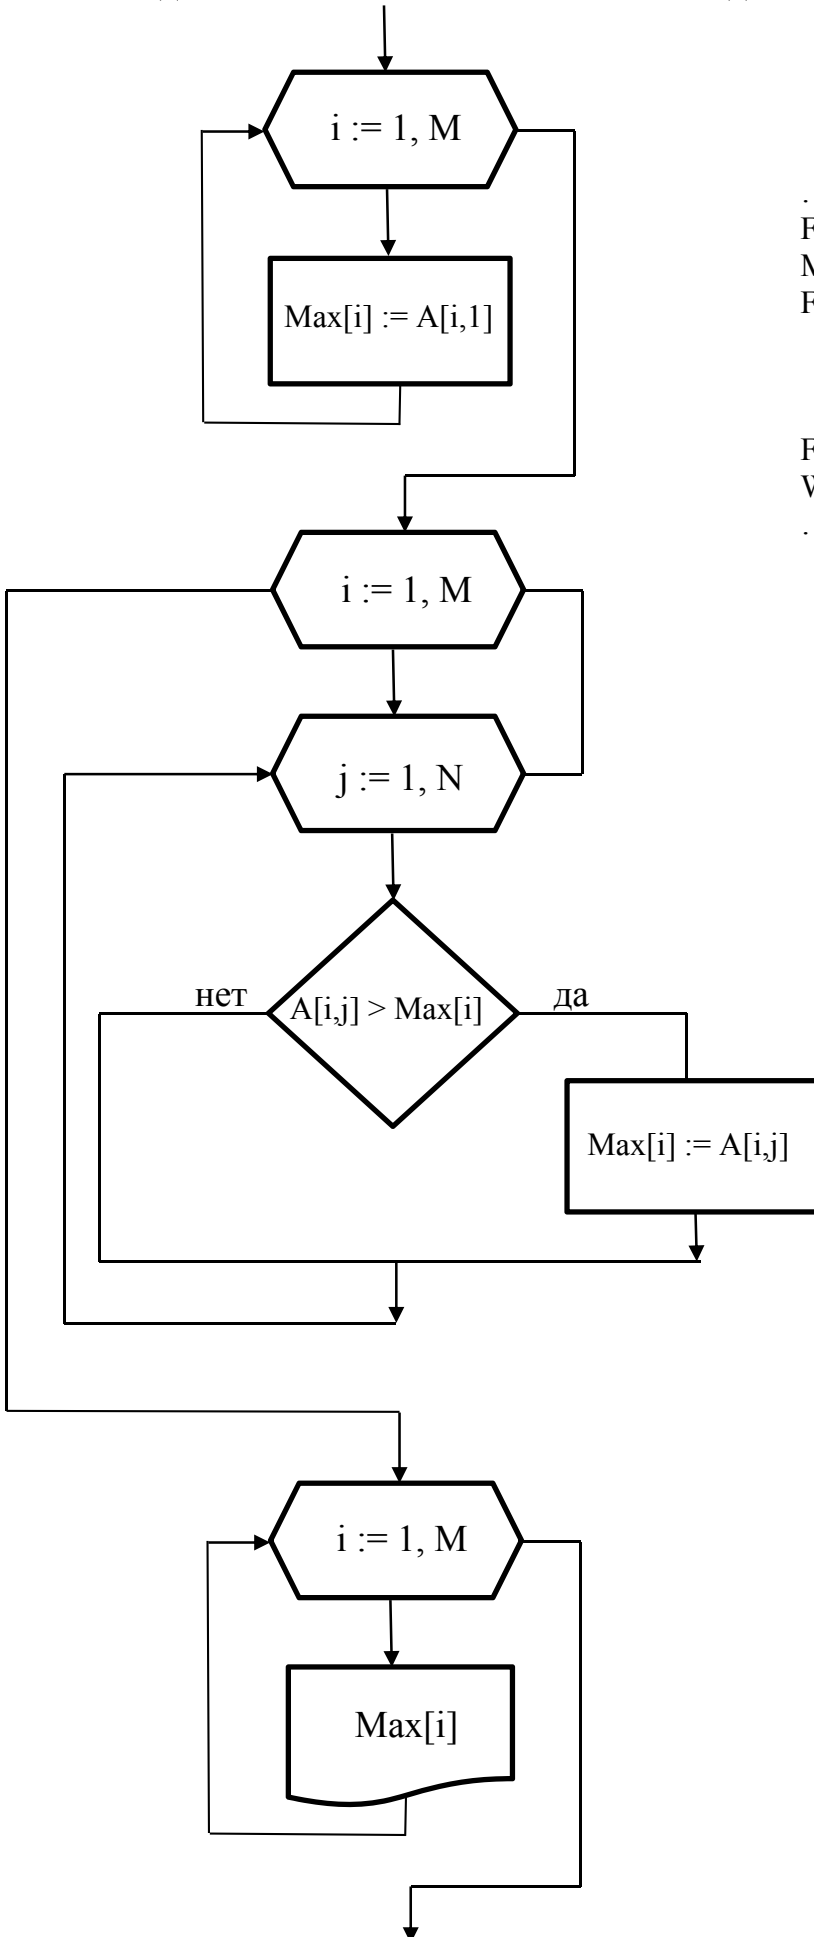 i := 1, M
Max[i] := A[i,1]
i := 1, M
j := 1, N
нет
A[i,j] > Max[i]
да
Max[i] := A[i,j]
i := 1, M
Max[i]